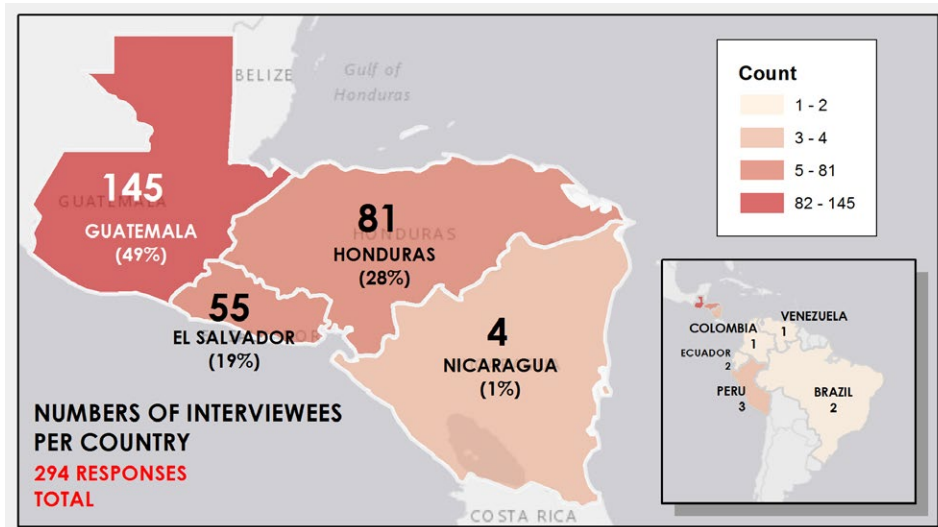 BELIZE
Gulf of
Honduras
145
GUATEMALA
GUATEMALA
(49%)
81
HONDURAS
HONDURAS
(28%)
55
EL SALVADOR
(19%)
4
NICARAGUA
(1%)
COSTA RICA
NUMBERS OF INTERVIEWEES
PER COUNTRY
294 RESPONSES
TOTAL
Count
1 - 2
3 - 4
5 - 81
82 - 145
VENEZUELA
1
COLOMBIA
1
ECUADOR
2
PERU
3
BRAZIL
2